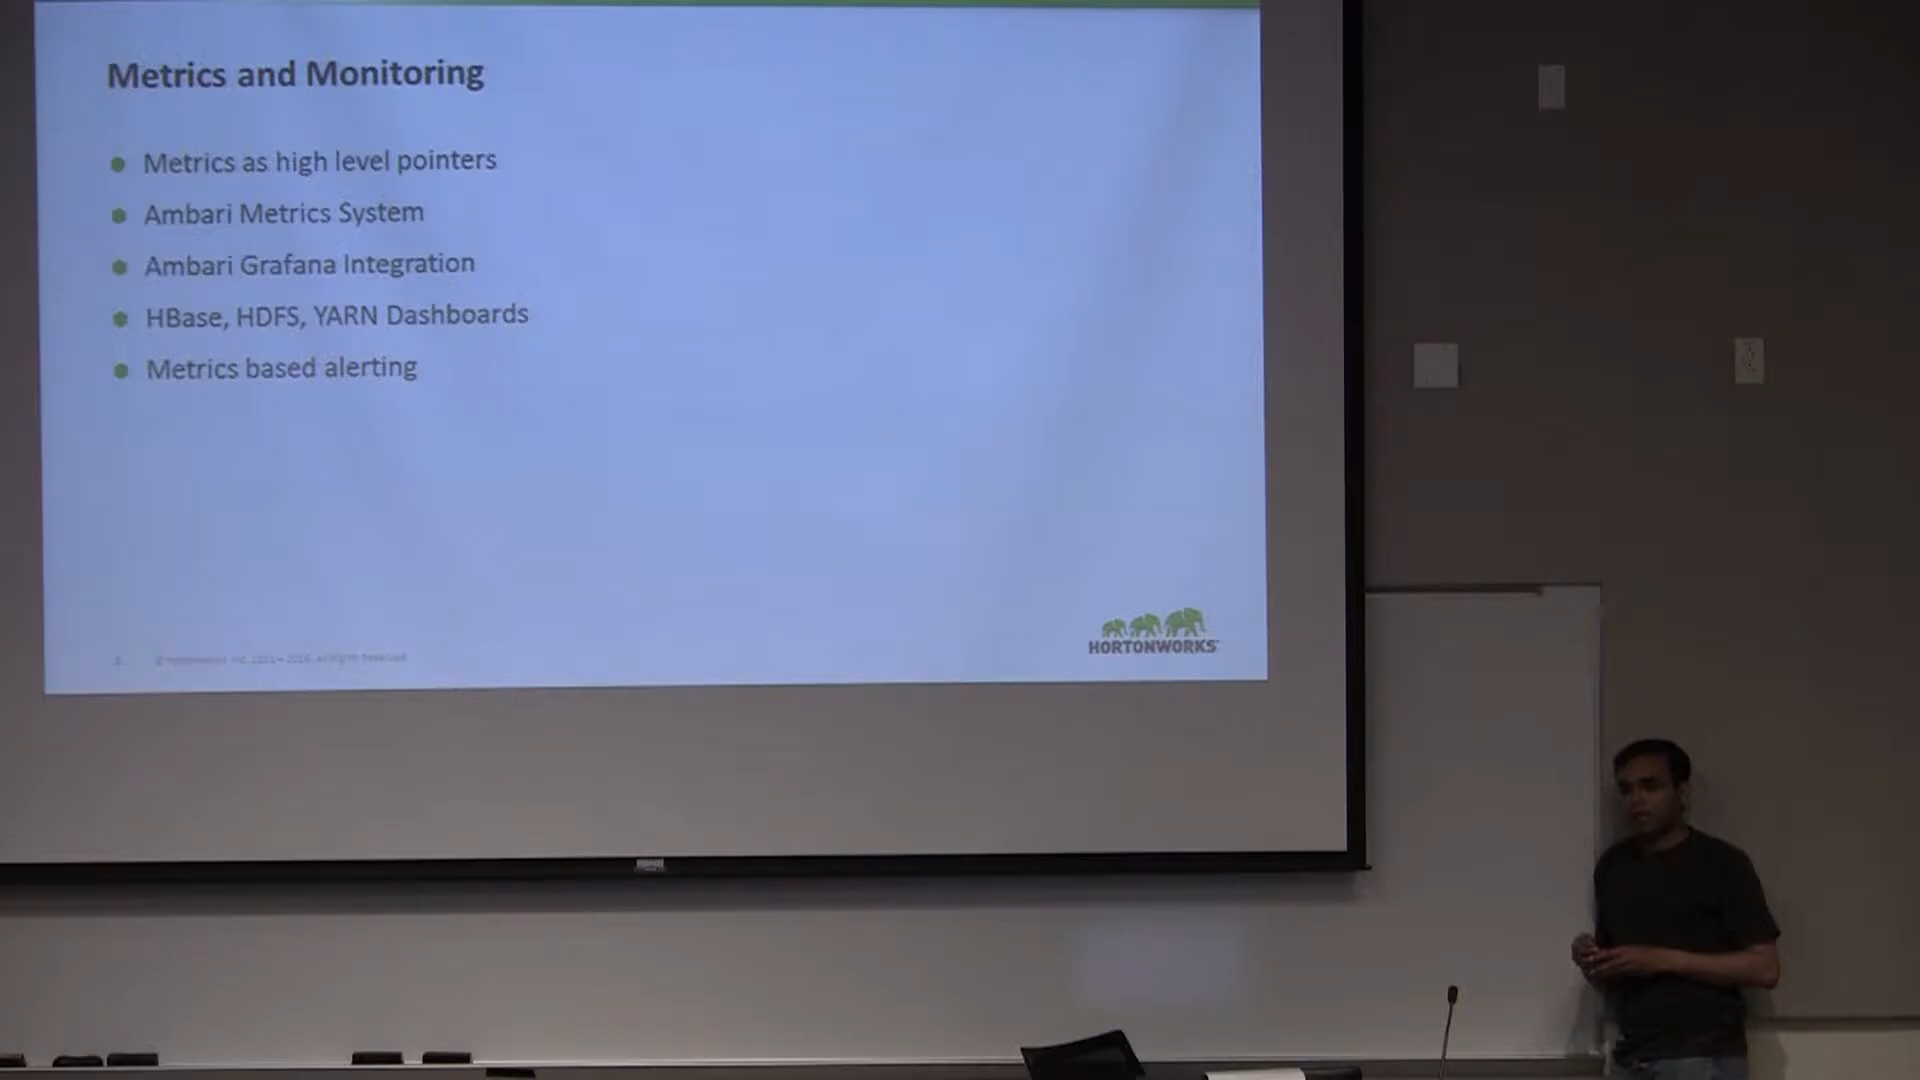 Metrics and Monitoring
Metrics as high level pointers
Ambari Metrics System
Ambari Grafana Integration
HBase, HDFS, YARN Dashboards
Metrics based alerting
HORTONWORKS